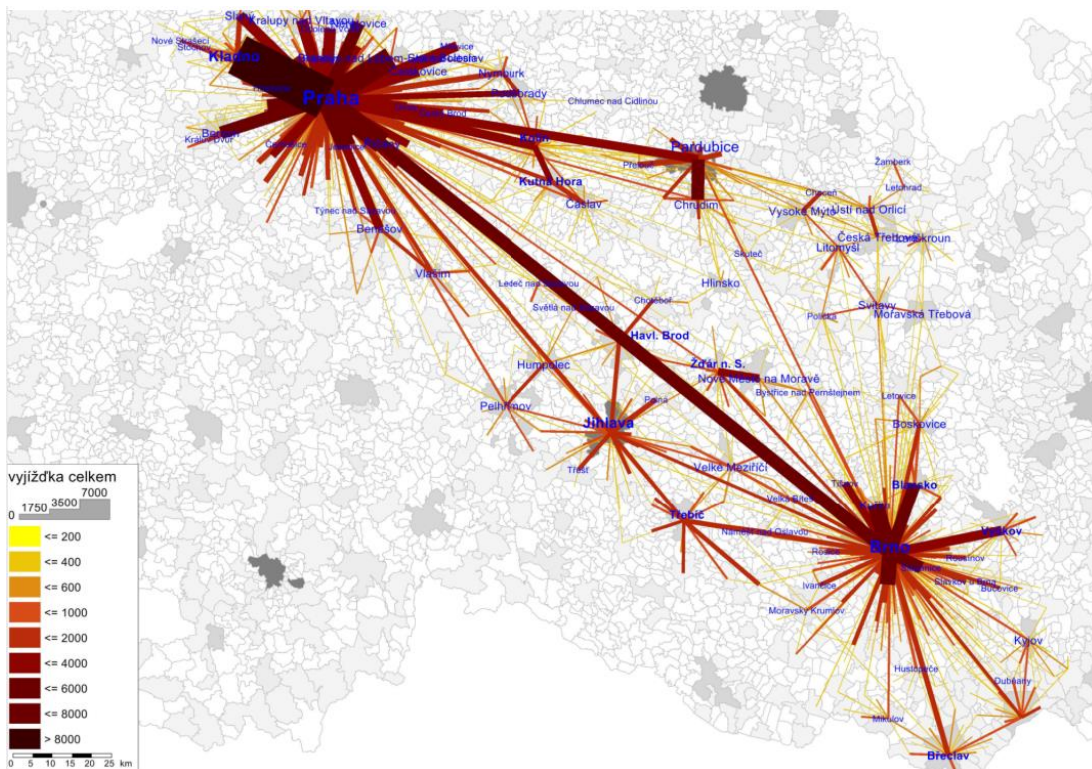 Slaný
Kralupy nad Vltavou
Neratovice
Nové Strašecí
Stochov
Kladno
Čelákovice
Nymburk
Poděbrady
Praha
Chlumec nad Cidlinou
Český Brod
Beroun
Králův Dvůr
Říčany
Kolín
Pardubice
Přelouč
Žamberk
Letohrad
Kutná Hora
Čáslav
Chrudim
Choceň
Vysoké Mýto
Ústí nad Orlicí
Týnec nad Sázavou
Benešov
Česká Třebová
Lanškroun
Litomyšl
Skuteč
Vlašim
Ledeč nad Sázavou
Hlinsko
Světlá nad Sázavou
Chotěboř
Svitavy
Polička
Moravská Třebová
Havl. Brod
Humpolec
Žďár n. S.
Nové Město na Moravě
Bystřice nad Pernštejnem
Pelhřimov
Polná
Letovice
Jihlava
Boskovice
Třešť
Velké Meziříčí
Tišnov
Blansko
Velká Bíteš
Kuřim
Třebíč
Náměšť nad Oslavou
Vyškov
Rosice
Brno
Rousínov
Šlapanice
Ivančice
Slavkov u Brna
Bučovice
Moravský Krumlov
Kyjov
Hustopeče
Dubňany
Mikulov
Břeclav
vyjížďka celkem
0 1750 3500 7000
<= 200
<= 400
<= 600
<= 1000
<= 2000
<= 4000
<= 6000
<= 8000
> 8000
0 5 10 15 20 25 km